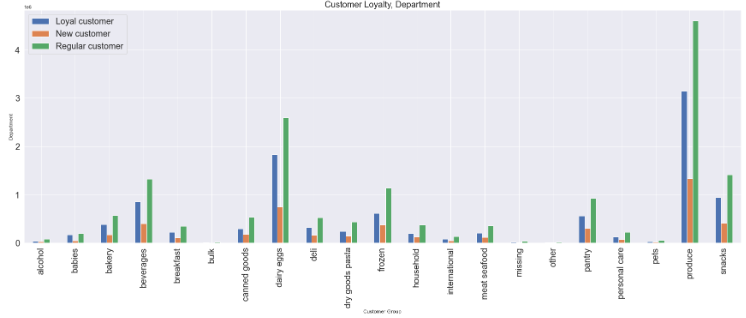 Customer Loyalty, Department
1e6
Loyal customer
New customer
Regular customer
4
3
2
1
0
Department
alcohol
babies
bakery
beverages
breakfast
bulk
canned goods
dairy eggs
deli
dry goods pasta
frozen
household
international
meat seafood
missing
other
pantry
personal care
pets
produce
snacks
Customer Group